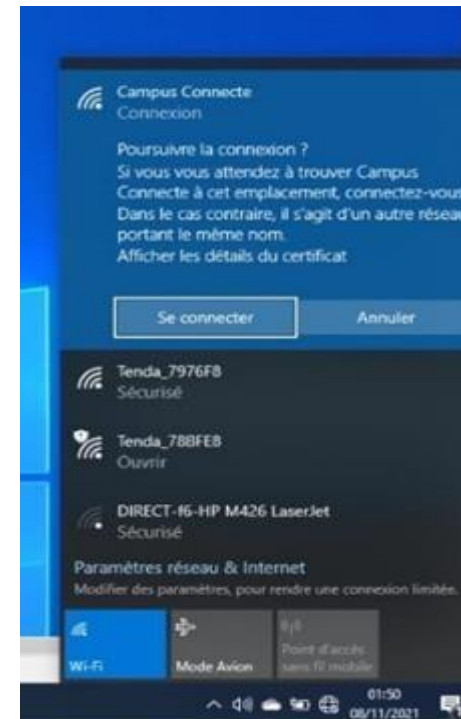 Campus Connecte
Connexion
Poursuivre la connexion ?
Si vous vous attendez à trouver Campus
Connecte à cet emplacement, connectez-vous
Dans le cas contraire, il s'agit d'un autre réseau
portant le même nom.
Afficher les détails du certificat
Se connecter Annuler
Tenda_7976F8
Sécurisé
Tenda_78BFE8
Ouvrir
DIRECT-f6-HP M426 LaserJet
Sécurisé
Paramètres réseau & Internet
Modifier des paramètres, pour rendre une connexion limitée.
Wi-Fi Mode Avion Point d'accès
sans fil mobile
01:50
08/11/2021